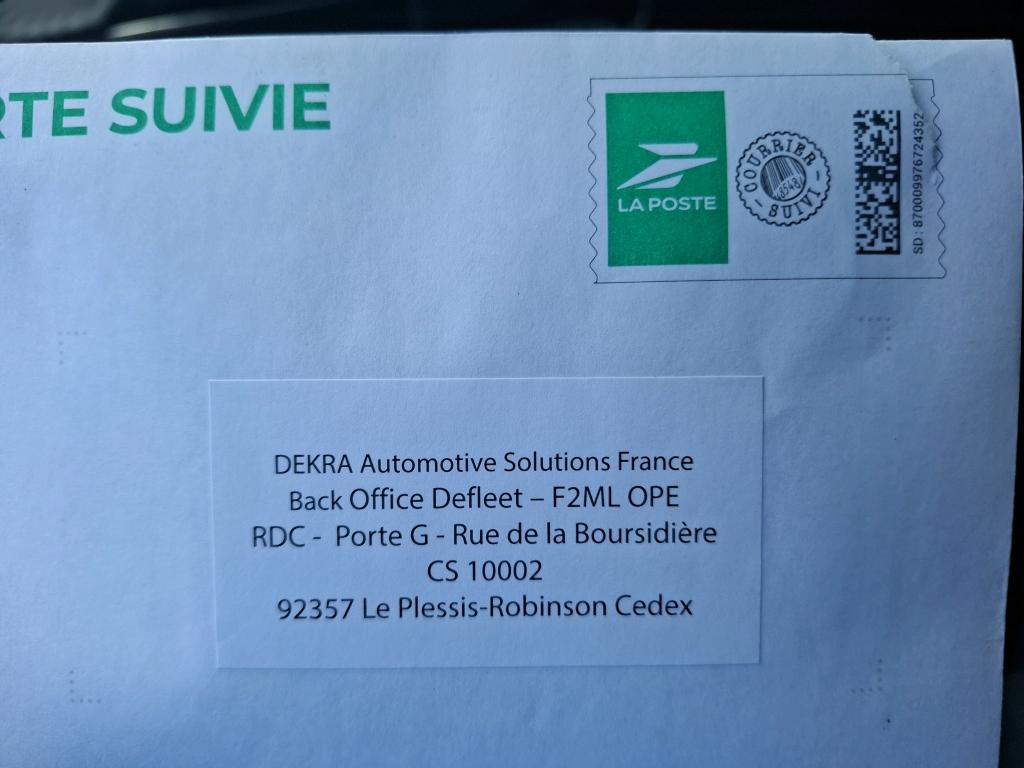 RTE SUIVIE
LA POSTE
COURRIER
SUIVI
SD : 870009976724352
DEKRA Automotive Solutions France
Back Office Defleet – F2ML OPE
RDC - Porte G - Rue de la Boursidière
CS 10002
92357 Le Plessis-Robinson Cedex